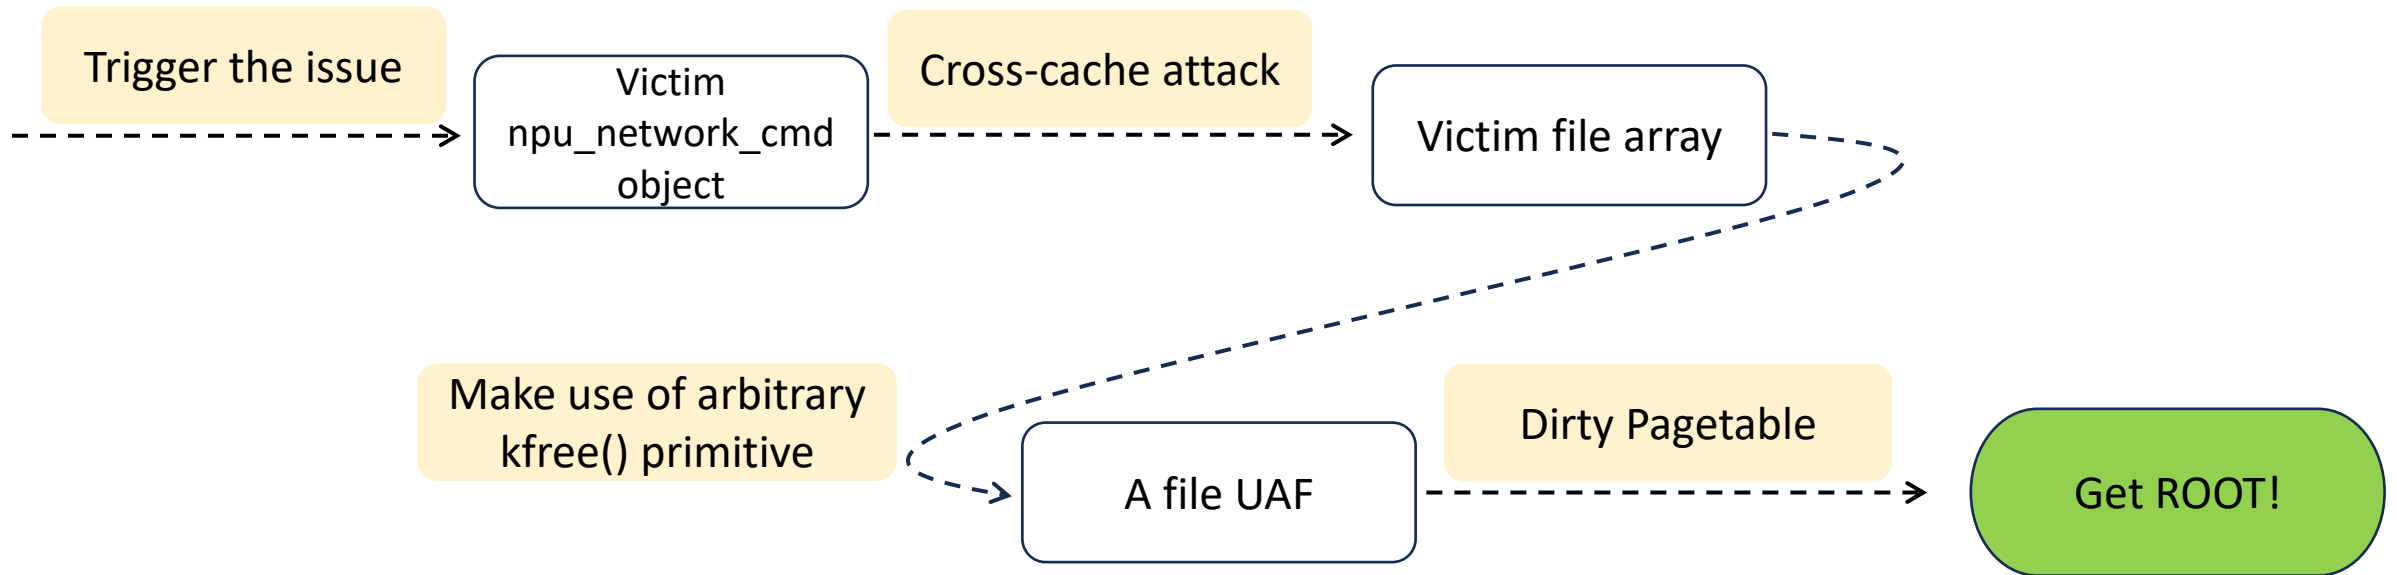 Trigger the issue
Victim
npu_network_cmd
object
Cross-cache attack
Victim file array
Make use of arbitrary
kfree() primitive
A file UAF
Dirty Pagetable
Get ROOT!